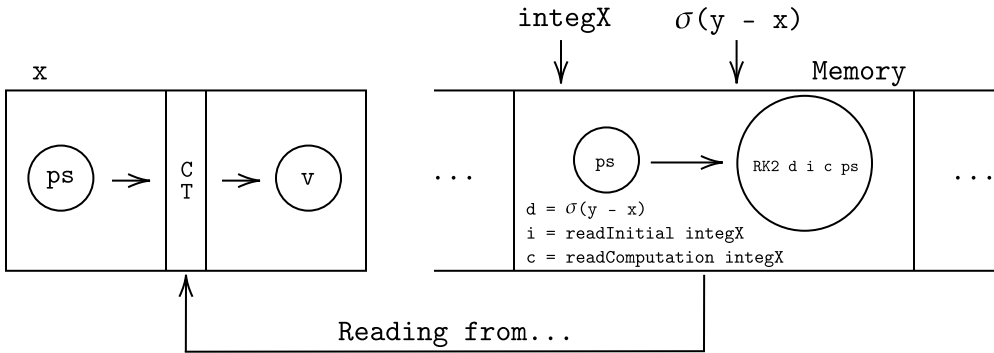 integX
σ(y - x)
x
Memory
ps
C
T
v
...
ps
RK2 d i c ps
...
d = σ(y - x)
i = readInitial integX
c = readComputation integX
Reading from...